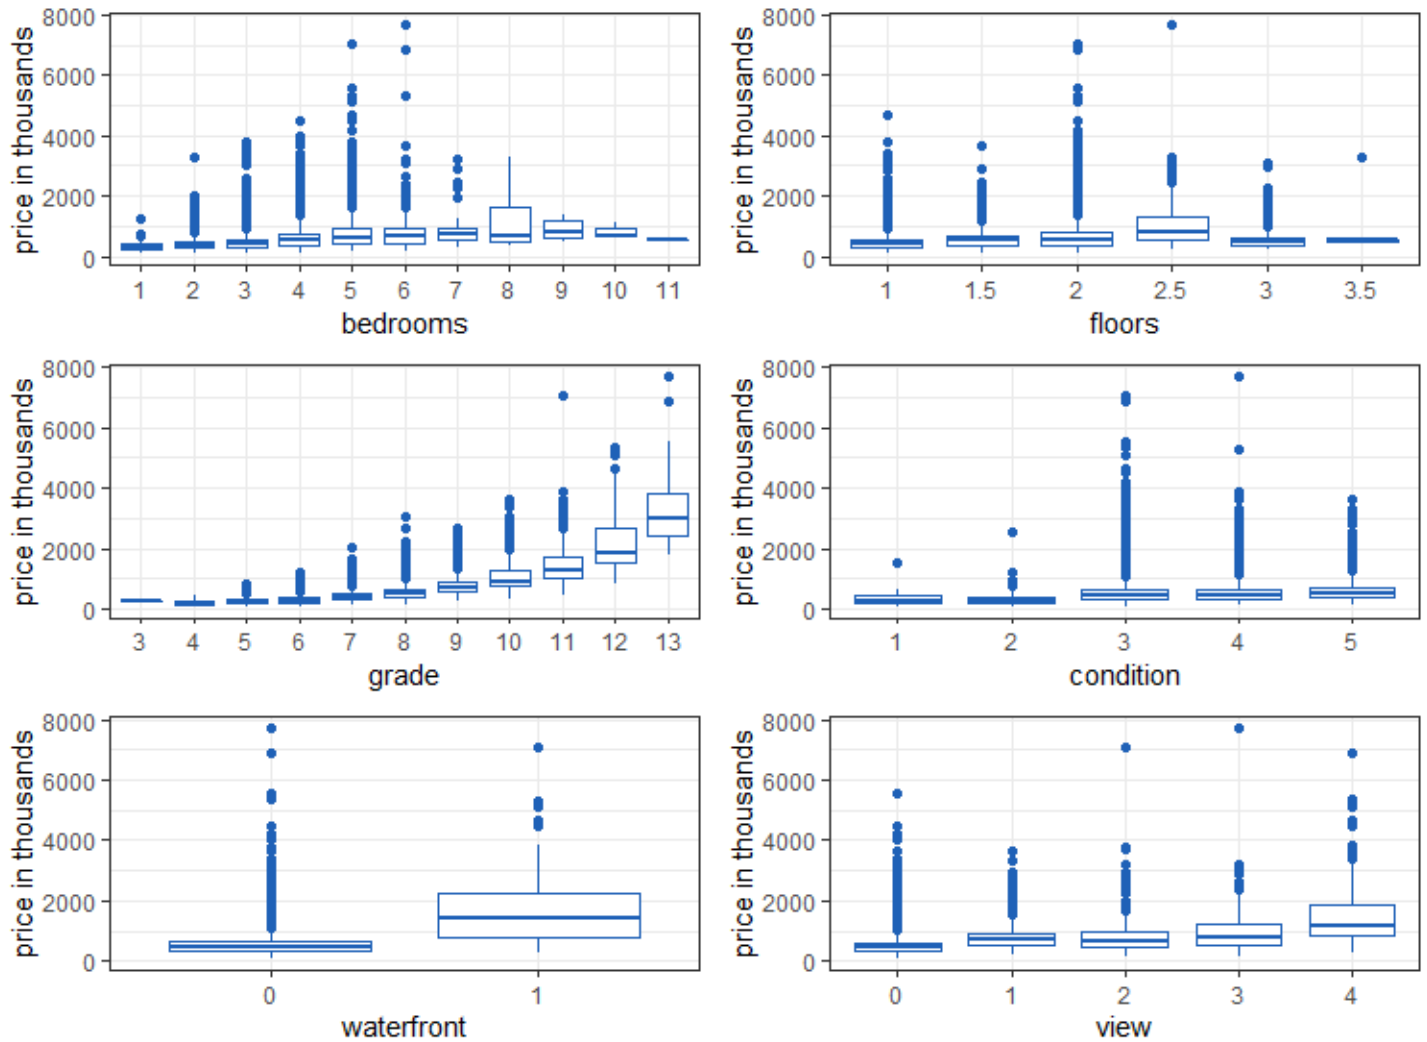 price in thousands
8000
6000
4000
2000
0
1 2 3 4 5 6 7 8 9 10 11
bedrooms
price in thousands
8000
6000
4000
2000
0
1 1.5 2 2.5 3 3.5
floors
price in thousands
8000
6000
4000
2000
0
3 4 5 6 7 8 9 10 11 12 13
grade
price in thousands
8000
6000
4000
2000
0
1 2 3 4 5
condition
price in thousands
8000
6000
4000
2000
0
0 1
waterfront
price in thousands
8000
6000
4000
2000
0
0 1 2 3 4
view